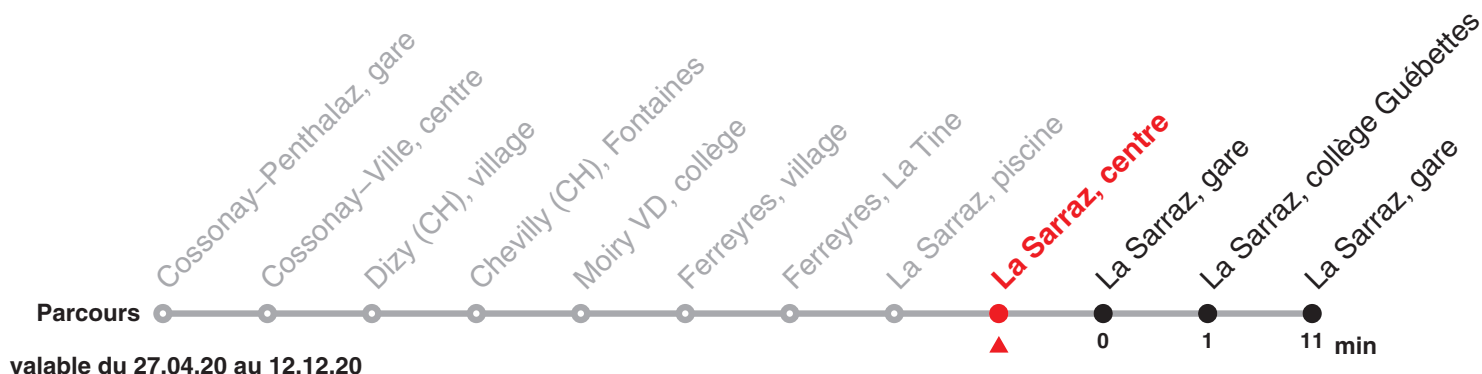 Cossonay–Penthalaz, gare
Cossonay–Ville, centre
Dizy (CH), village
Chevilly (CH), Fontaines
Moiry VD, collège
Ferreyres, village
Ferreyres, La Tine
La Sarraz, piscine
La Sarraz, centre
La Sarraz, gare
La Sarraz, collège Guébettes
La Sarraz, gare
Parcours
0 1 11 min
valable du 27.04.20 au 12.12.20